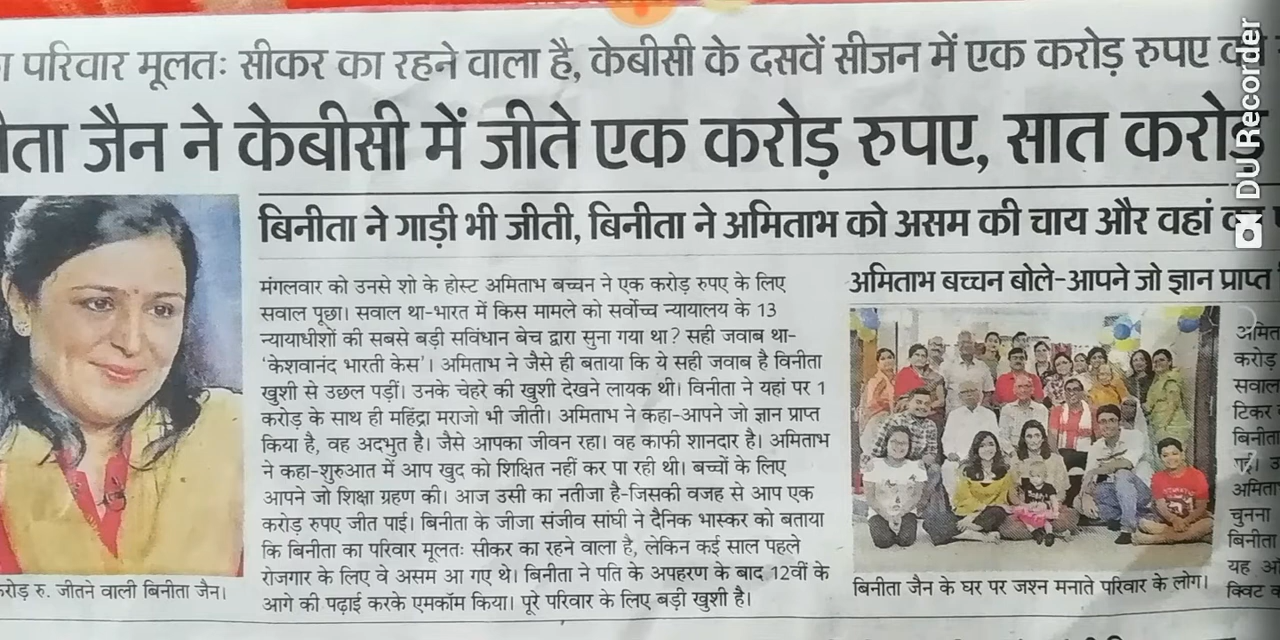 परिवार मूलतः सीकर का रहने वाला है, केबीसी के दसवें सीजन में एक करोड़ रुपए
जैन ने केबीसी में जीते एक करोड़ रुपए, सात करोड़
बिनीता ने गाड़ी भी जीती, बिनीता ने अमिताभ को असम की चाय और वहां
मंगलवार को उनसे शो के होस्ट अमिताभ बच्चन ने एक करोड़ रुपए के लिए
सवाल पूछा। सवाल था-भारत में किस मामले को सर्वोच्च न्यायालय के 13
न्यायाधीशों की सबसे बड़ी सविंधान बेच द्वारा सुना गया था? सही जवाब था-
'केशवानंद भारती केस'। अमिताभ ने जैसे ही बताया कि ये सही जवाब है विनीता
खुशी से उछल पड़ीं। उनके चेहरे की खुशी देखने लायक थी। विनीता ने यहां पर 1
करोड़ के साथ ही महिंद्रा मराजो भी जीती। अमिताभ ने कहा-आपने जो ज्ञान प्राप्त
किया है, वह अदभुत है। जैसे आपका जीवन रहा। वह काफी शानदार है। अमिताभ
ने कहा-शुरुआत में आप खुद को शिक्षित नहीं कर पा रही थी। बच्चों के लिए
आपने जो शिक्षा ग्रहण की। आज उसी का नतीजा है-जिसकी वजह से आप एक
करोड़ रुपए जीत पाईं। बिनीता के जीजा संजीव सांघी ने दैनिक भास्कर को बताया
कि बिनीता का परिवार मूलतः सीकर का रहने वाला है, लेकिन कई साल पहले
रोजगार के लिए वे असम आ गए थे। बिनीता ने पति के अपहरण के बाद 12वीं के
आगे की पढ़ाई करके एमकॉम किया। पूरे परिवार के लिए बड़ी खुशी है।
अमिताभ बच्चन बोले-आपने जो ज्ञान प्राप्त
करोड़
सवाल
बिनीता
चुनना
बिनीता
यह
क्विट
रु. जीतने वाली बिनीता जैन।
बिनीता जैन के घर पर जश्न मनाते परिवार के लोग।
DU Recorder